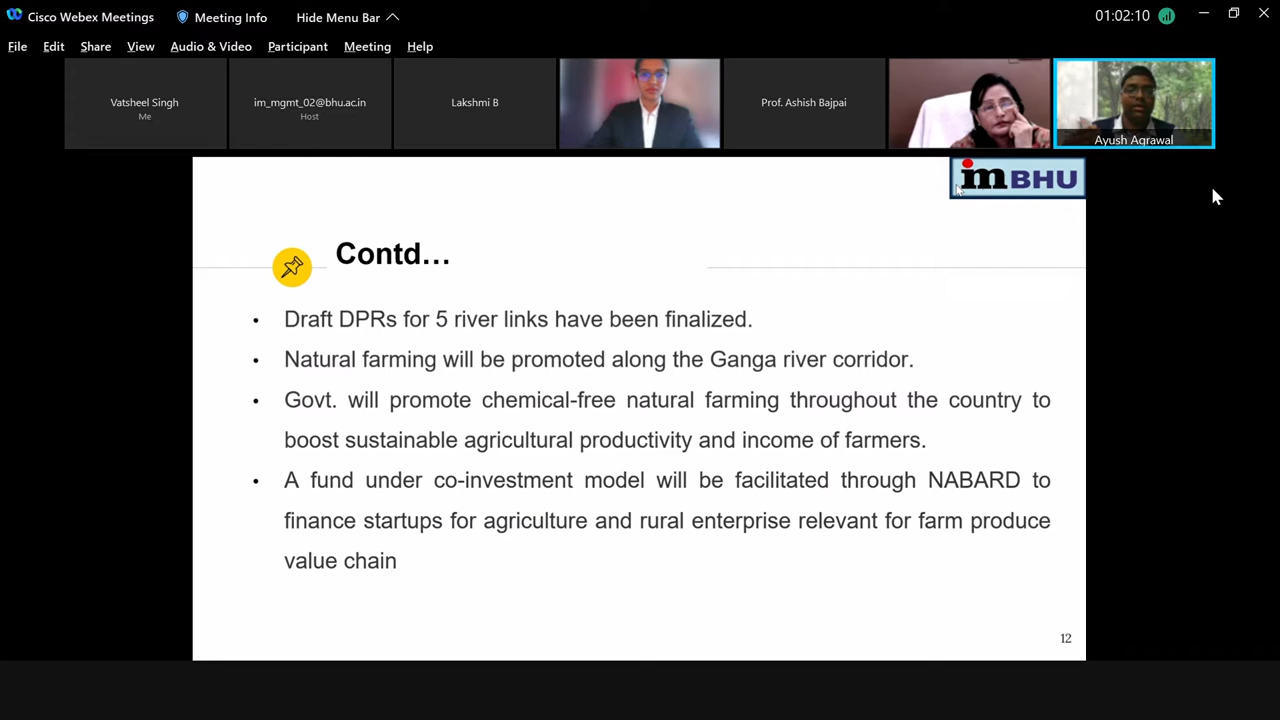 Cisco Webex Meetings
Meeting Info
Hide Menu Bar
01:02:10
File
Edit
Share
View
Audio & Video
Participant
Meeting
Help
Vatsheel Singh
Me
im_mgmt_02@bhu.ac.in
Host
Lakshmi B
Prof. Ashish Bajpai
Ayush Agrawal
im BHU
Contd…
• Draft DPRs for 5 river links have been finalized.
• Natural farming will be promoted along the Ganga river corridor.
• Govt. will promote chemical-free natural farming throughout the country to
boost sustainable agricultural productivity and income of farmers.
• A fund under co-investment model will be facilitated through NABARD to
finance startups for agriculture and rural enterprise relevant for farm produce
value chain
12